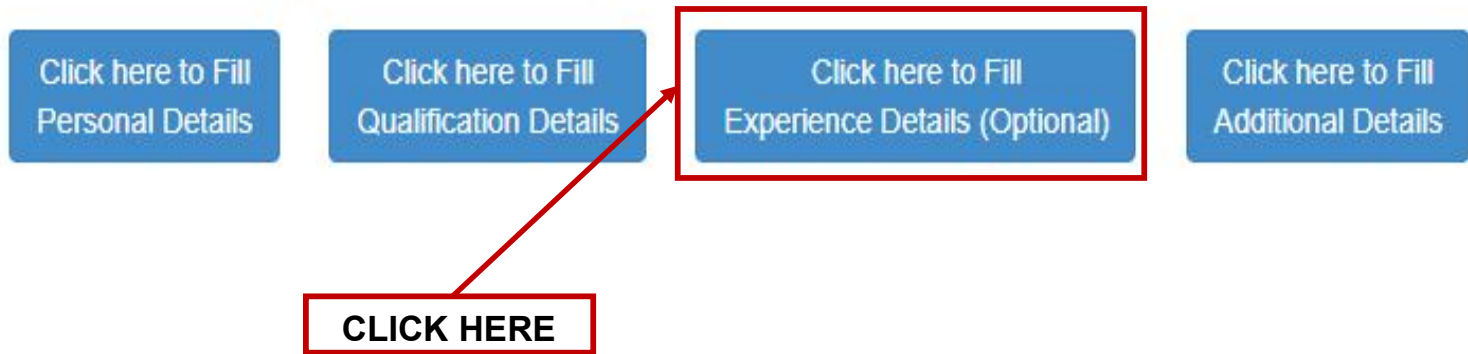 Click here to Fill
Personal Details
Click here to Fill
Qualification Details
Click here to Fill
Experience Details (Optional)
Click here to Fill
Additional Details
CLICK HERE